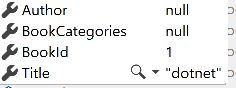 Author null
BookCategories null
BookId 1
Title "dotnet"